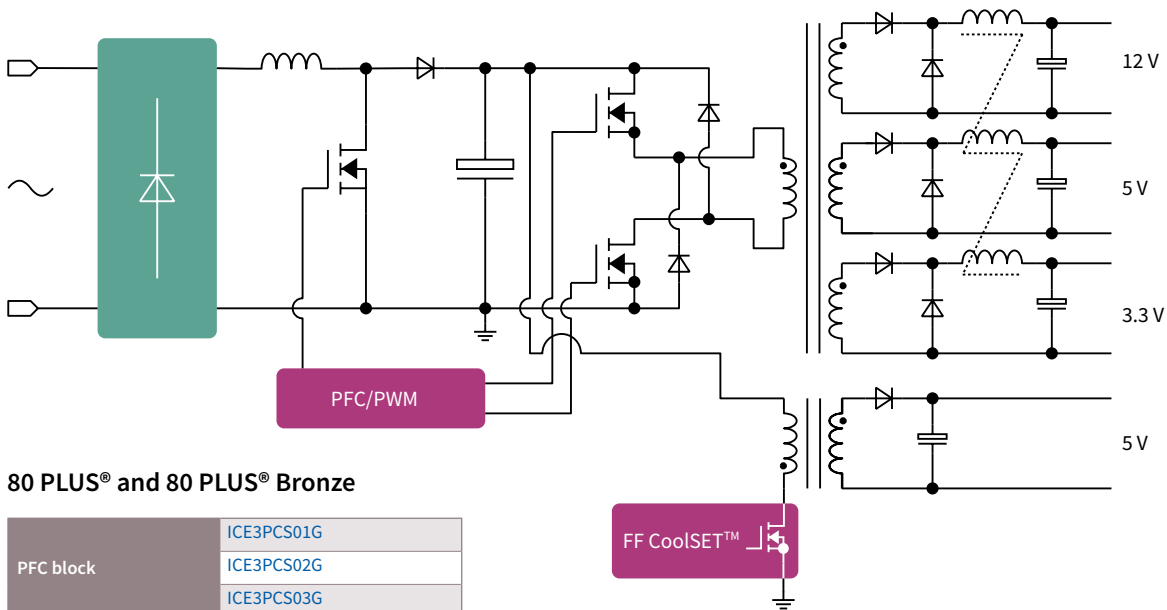 12 V
5 V
3.3 V
PFC/PWM
5 V
FF CoolSET™
80 PLUS® and 80 PLUS® Bronze
PFC block
ICE3PCS01G
ICE3PCS02G
ICE3PCS03G